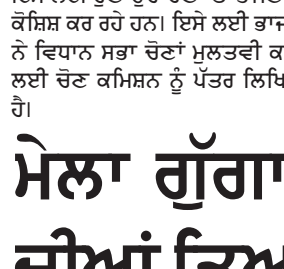 ਕੋਸ਼ਿਸ਼ ਕਰ ਰਹੇ ਹਨ। ਇਸੇ ਲਈ ਭਾਜ
ਨੇ ਵਿਧਾਨ ਸਭਾ ਚੋਣਾਂ ਮੁਲਤਵੀ ਕ
ਲਈ ਚੋਣ ਕਮਿਸ਼ਨ ਨੂੰ ਪੱਤਰ ਲਿਖਿ
ਹੈ।
ਮੇਲਾ ਗੁੱਗਾ